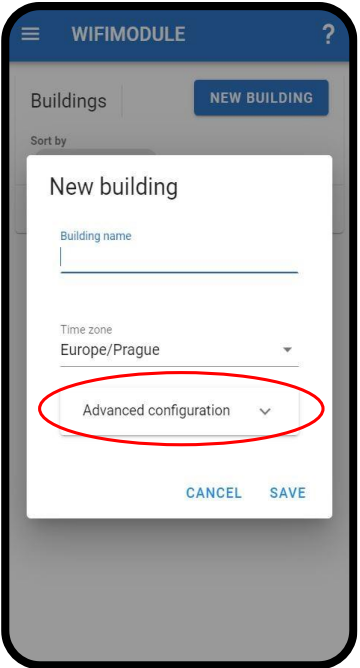 WIFIMODULE ?
Buildings NEW BUILDING
Sort by
New building
Building name
Time zone
Europe/Prague
Advanced configuration
CANCEL SAVE